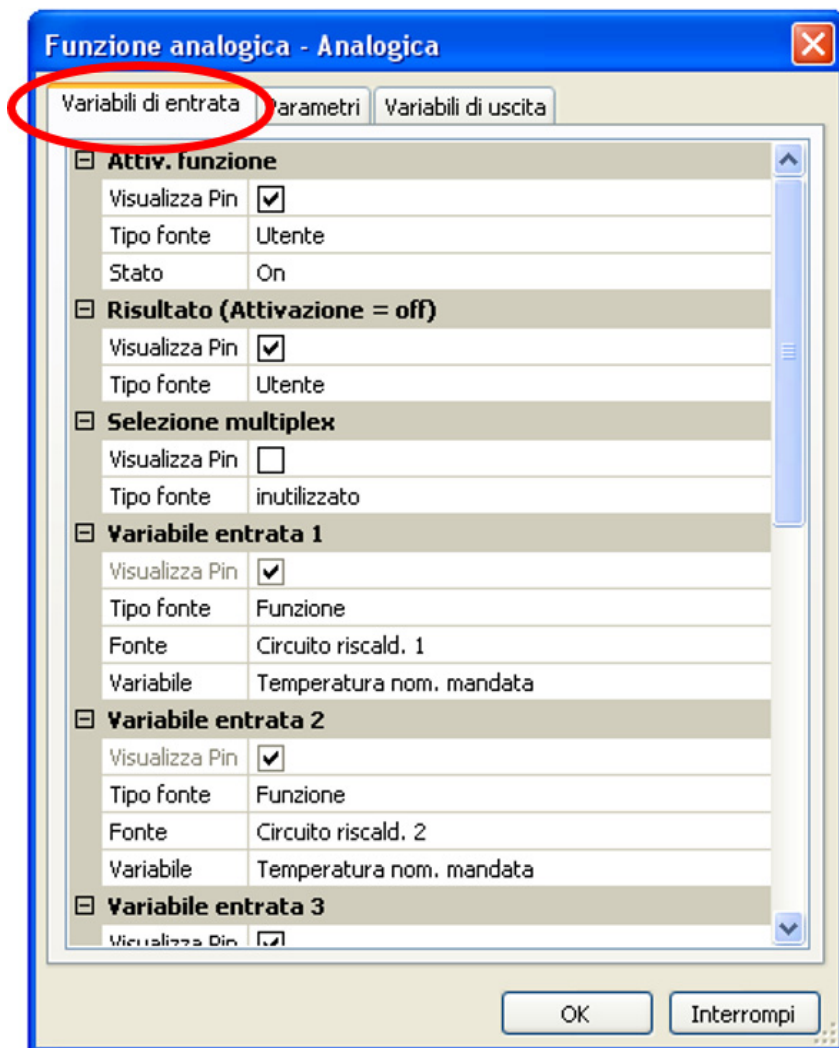 Funzione analogica - Analogica
Variabili di entrata Parametri Variabili di uscita
Attiv. funzione
Visualizza Pin
Tipo fonte Utente
Stato On
Risultato (Attivazione = off)
Visualizza Pin
Tipo fonte Utente
Selezione multiplex
Visualizza Pin
Tipo fonte inutilizzato
Variabile entrata 1
Visualizza Pin
Tipo fonte Funzione
Fonte Circuito riscald. 1
Variabile Temperatura nom. mandata
Variabile entrata 2
Visualizza Pin
Tipo fonte Funzione
Fonte Circuito riscald. 2
Variabile Temperatura nom. mandata
Variabile entrata 3
Visualizza Pin
OK Interrompi